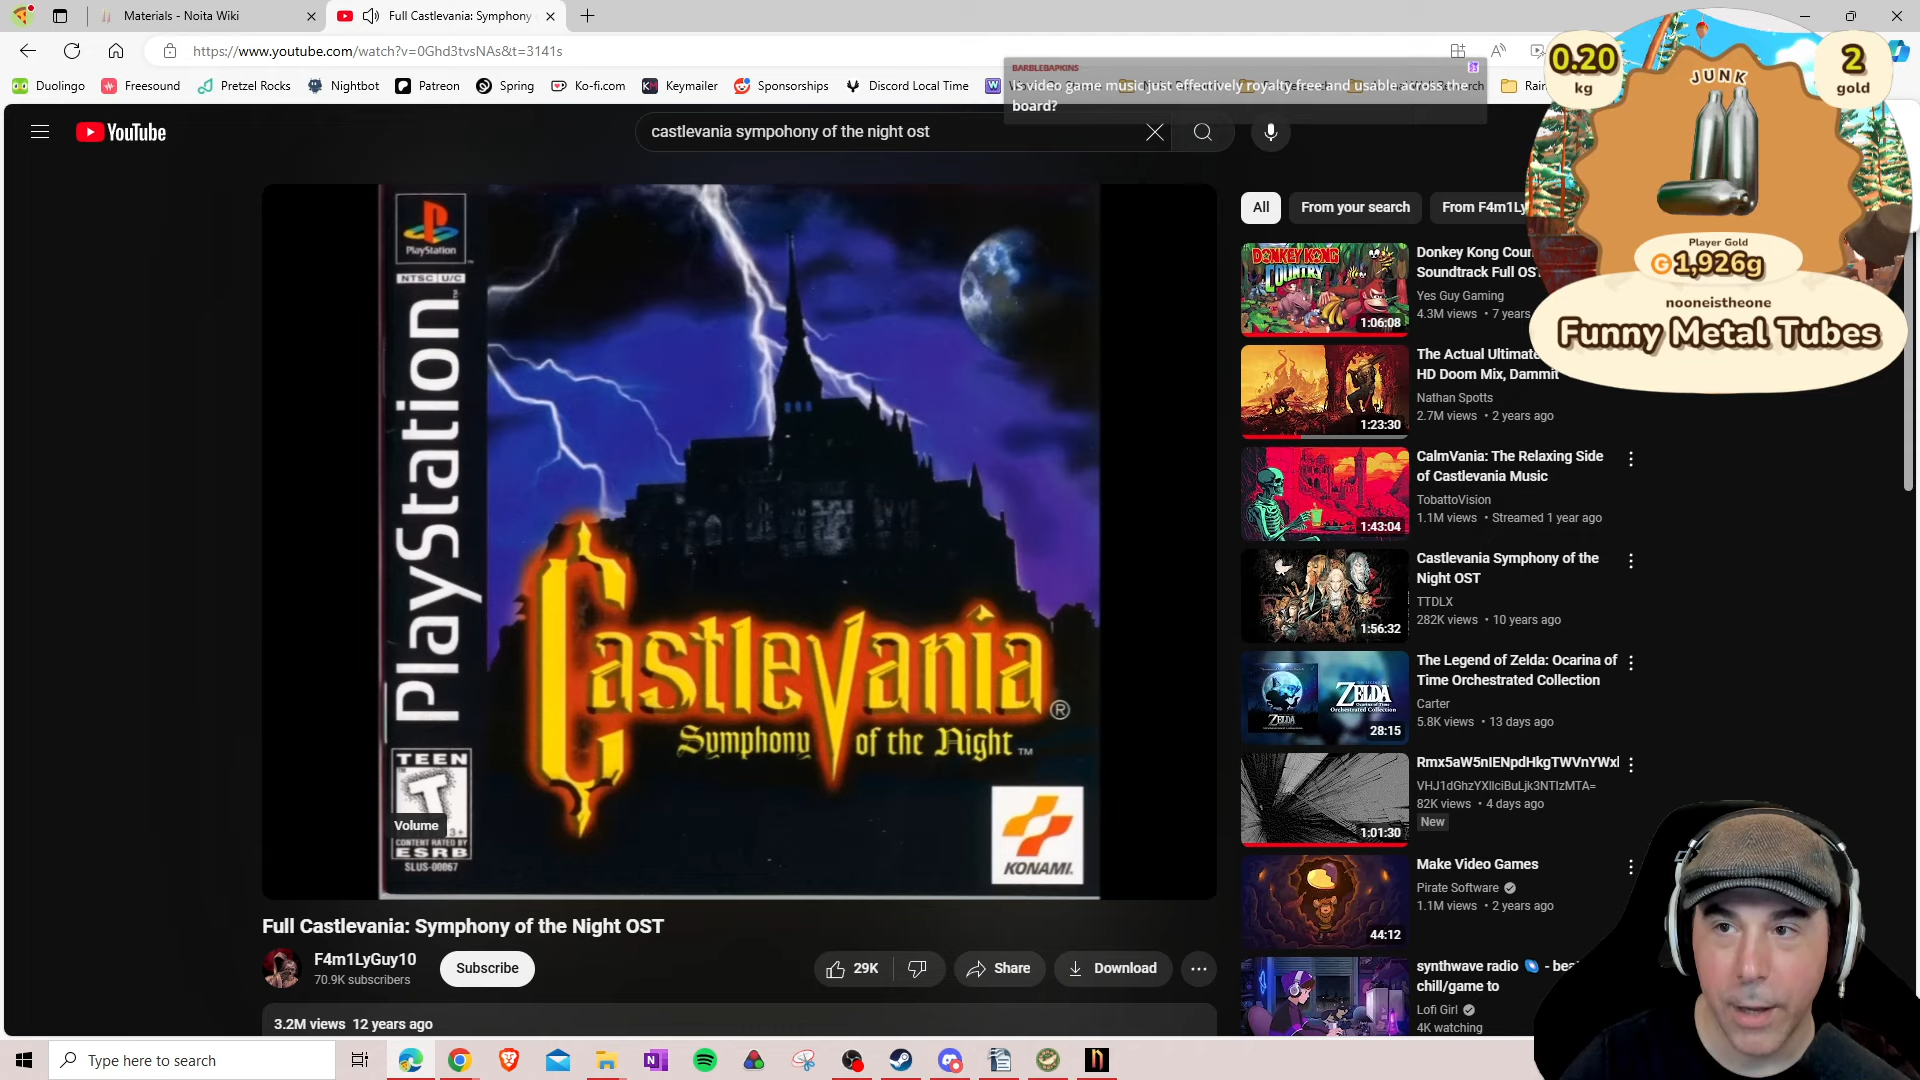 Materials - Noita Wiki
Full Castlevania: Symphony
https://www.youtube.com/watch?v=0Ghd3tvsNAs&t=3141s
Duolingo
Freesound
Pretzel Rocks
Nightbot
Patreon
Spring
Ko-fi.com
Keymailer
Sponsorships
Discord Local Time
BARBLEBAPKINS
Is video game music just effectively royalty free and usable across the
board?
YouTube
castlevania sympohony of the night ost
0.20
kg
JUNK
2
gold
Player Gold
G 1,926g
nooneistheone
Funny Metal Tubes
All
From your search
From F4m1Ly
PlayStation
NTSC U/C
PlayStation
Castlevania®
Symphony of the Night™
TEEN
T
CONTENT RATED BY
ESRB
SLUS-00067
Volume
KONAMI
DONKEY KONG
COUNTRY
1:06:08
Donkey Kong Coun
Soundtrack Full OS
Yes Guy Gaming
4.3M views • 7 years
1:23:30
The Actual Ultimate
HD Doom Mix, Dammit
Nathan Spotts
2.7M views • 2 years ago
1:43:04
CalmVania: The Relaxing Side
of Castlevania Music
TobattoVision
1.1M views • Streamed 1 year ago
1:56:32
Castlevania Symphony of the
Night OST
TTDLX
282K views • 10 years ago
ZELDA
28:15
The Legend of Zelda: Ocarina of
Time Orchestrated Collection
Carter
5.8K views • 13 days ago
1:01:30
82K views • 4 days ago
New
44:12
Make Video Games
Pirate Software
1.1M views • 2 years ago
synthwave radio
chill/game to
Lofi Girl
4K watching
Full Castlevania: Symphony of the Night OST
F4m1LyGuy10
70.9K subscribers
Subscribe
29K
Share
Download
3.2M views 12 years ago
Type here to search